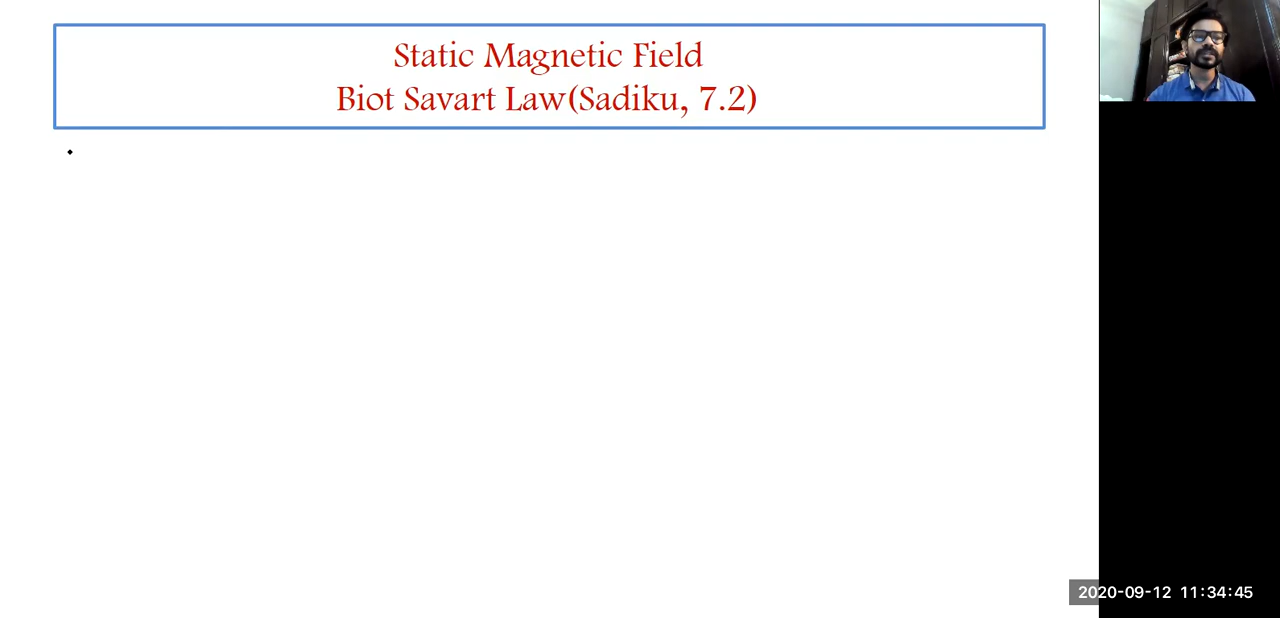 Static Magnetic Field
Biot Savart Law(Sadiku, 7.2)
2020-09-12 11:34:45